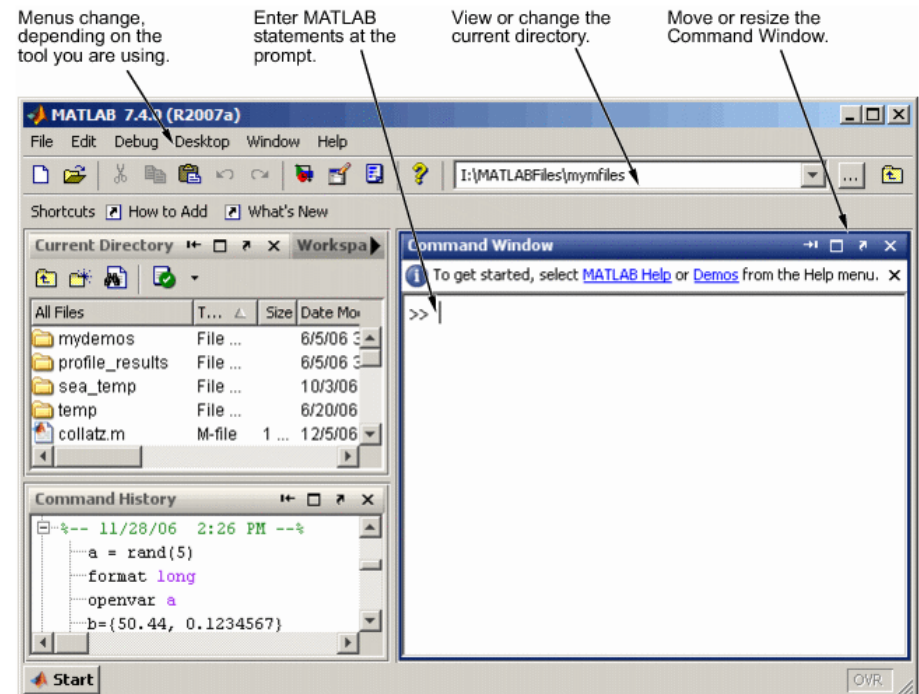 Menus change,
depending on the
tool you are using.
Enter MATLAB
statements at the
prompt.
View or change the
current directory.
Move or resize the
Command Window.
MATLAB 7.4.0 (R2007a)
File Edit Debug Desktop Window Help
I:\MATLABFiles\mymfiles ...
Shortcuts How to Add What's New
Current Directory Workspa
All Files T... Size Date Mo
mydemos File ... 6/5/06 3
profile_results File ... 6/5/06 3
sea_temp File ... 10/3/06
temp File ... 6/20/06
collatz.m M-file 1 ... 12/5/06
Command History
%-- 11/28/06 2:26 PM --%
a = rand(5)
format long
openvar a
b={50.44, 0.1234567}
Command Window
To get started, select MATLAB Help or Demos from the Help menu.
>>
Start
OVR